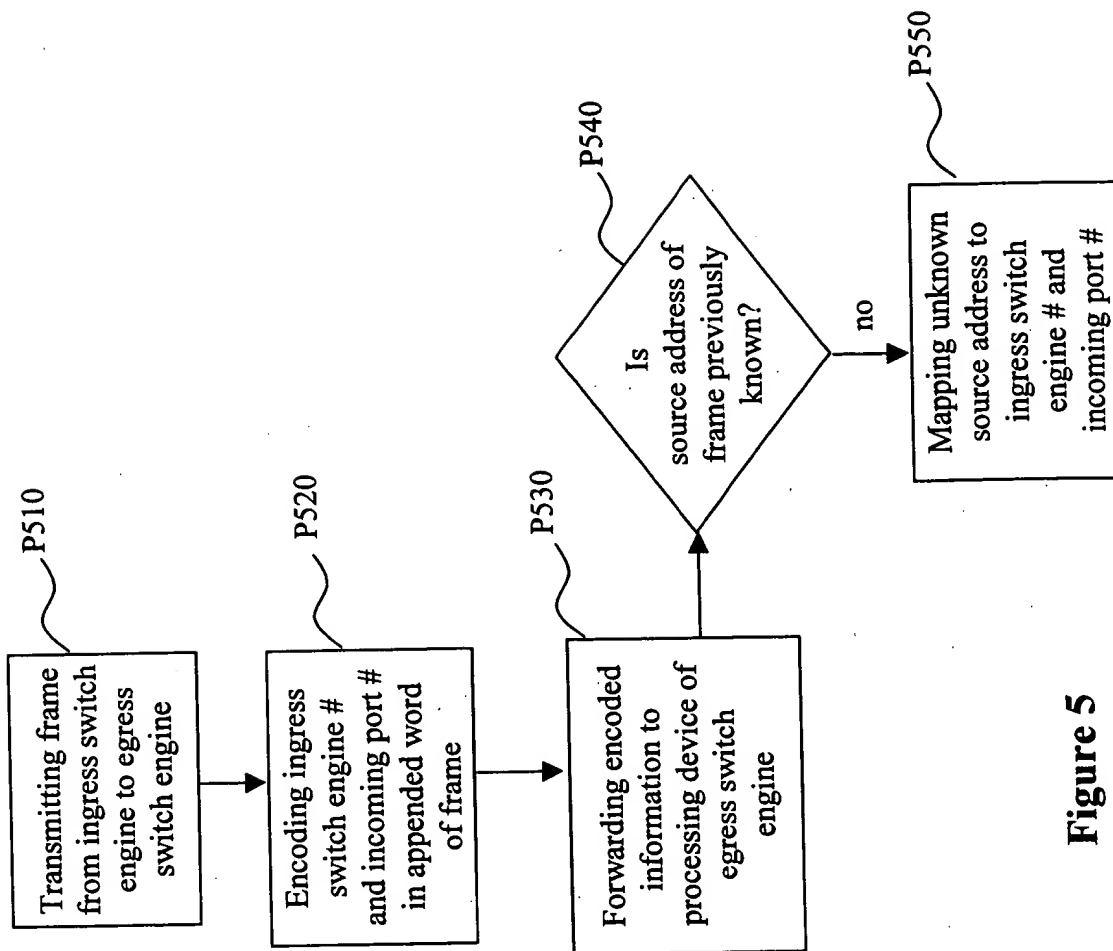 P510
Transmitting frame
from ingress switch
engine to egress
switch engine
P520
Encoding ingress
switch engine #
and incoming port #
in appended word
of frame
P530
Forwarding encoded
information to
processing device of
egress switch
engine
P540
Is
source address of
frame previously
known?
no
P550
Mapping unknown
source address to
ingress switch
engine # and
incoming port #
Figure 5